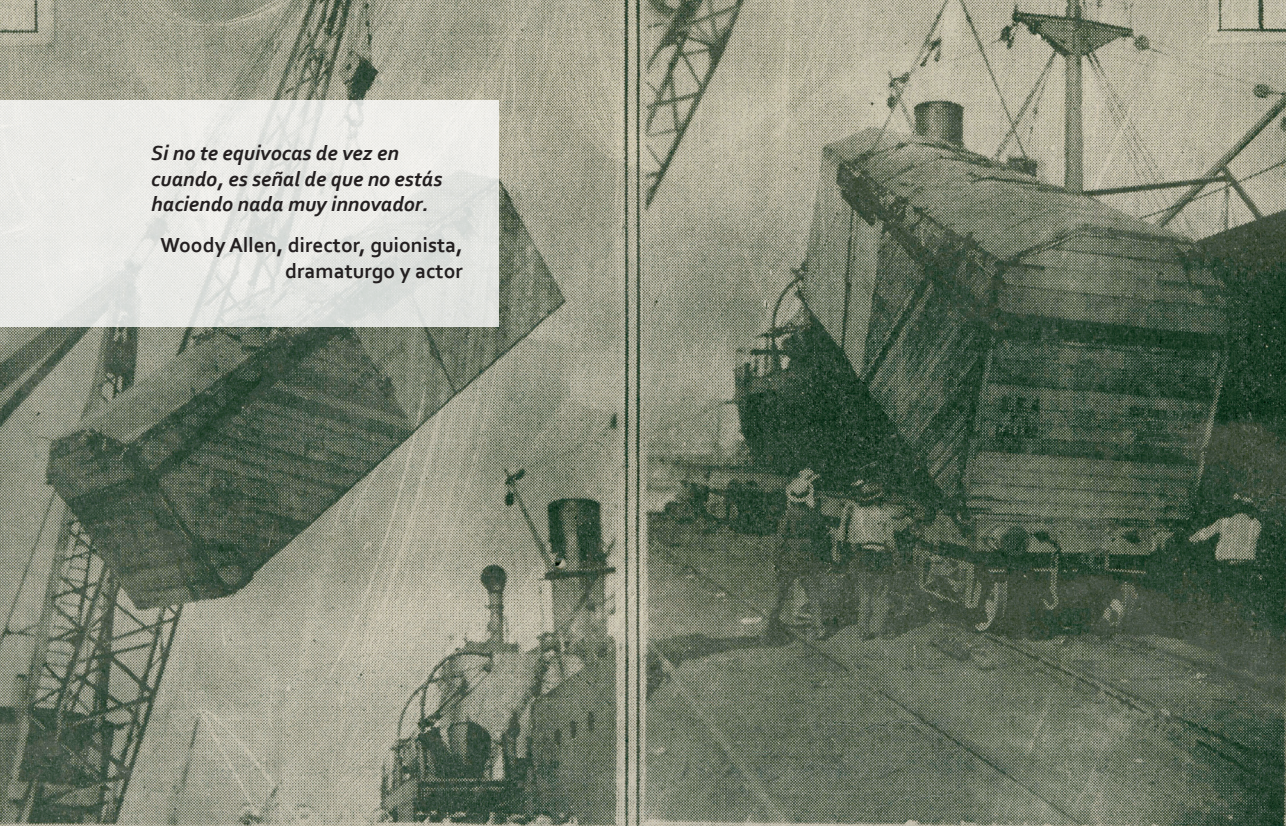 Si no te equivocas de vez en
cuando, es señal de que no estás
haciendo nada muy innovador.
Woody Allen, director, guionista,
dramaturgo y actor